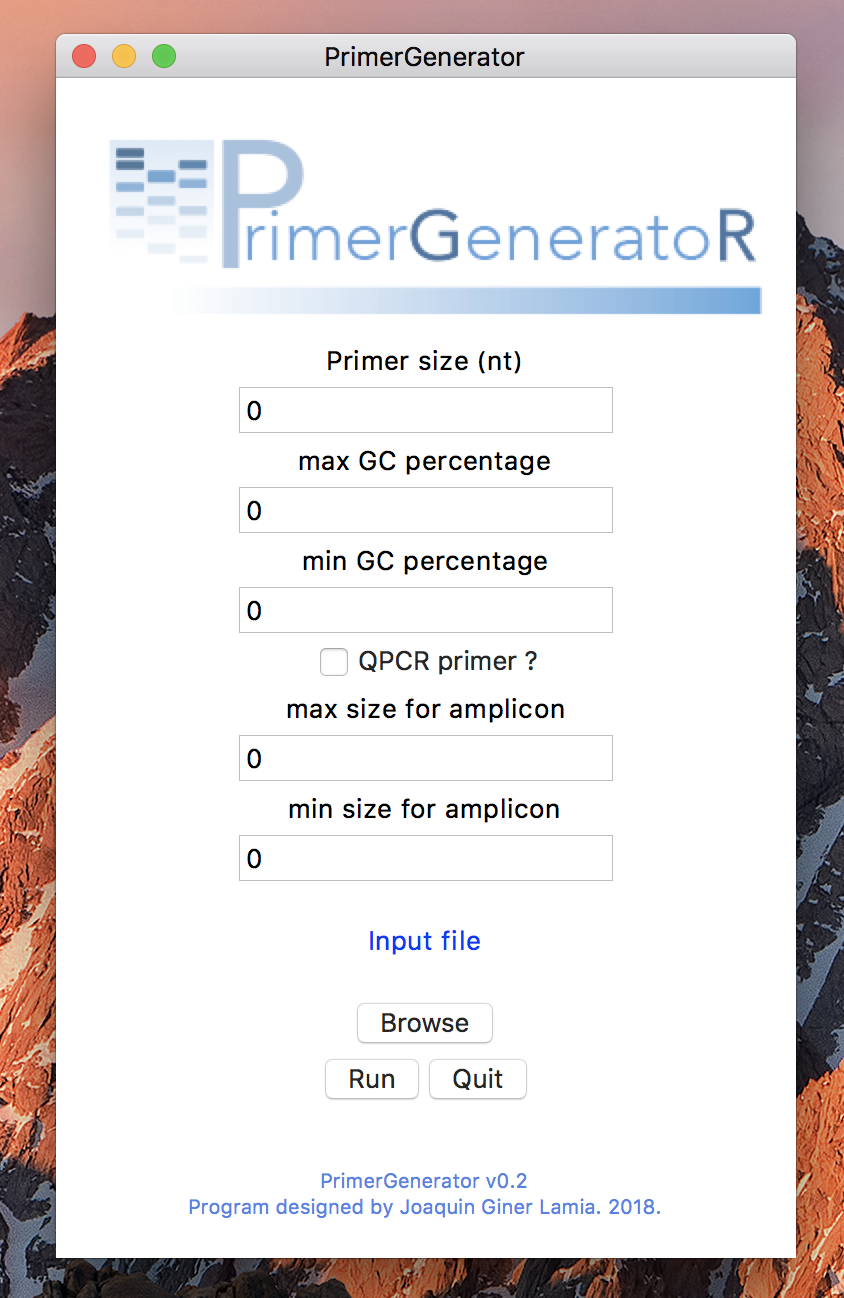 PrimerGenerator
PrimerGeneratoR
Primer size (nt)
0
max GC percentage
0
min GC percentage
0
QPCR primer ?
max size for amplicon
0
min size for amplicon
0
Input file
Browse
Run Quit
PrimerGenerator v0.2
Program designed by Joaquin Giner Lamia. 2018.